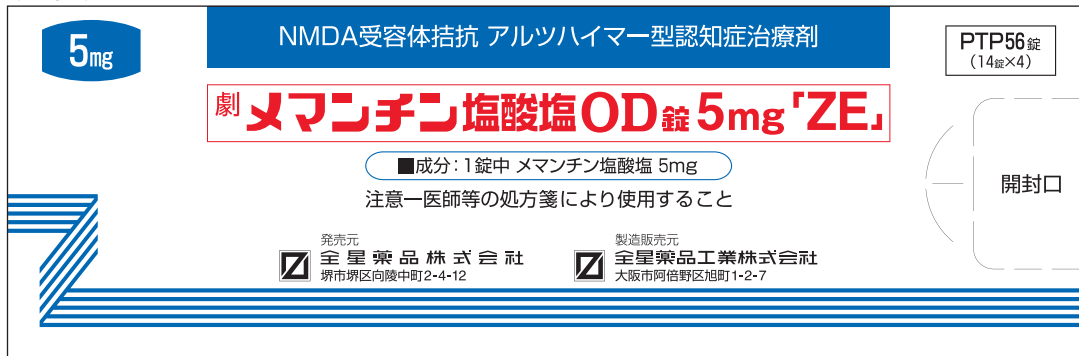 5mg
NMDA受容体拮抗 アルツハイマー型認知症治療剤
PTP56錠
(14錠×4)
劇 メマンチン塩酸塩OD錠 5mg「ZE」
■成分:1錠中 メマンチン塩酸塩 5mg
注意－医師等の処方箋により使用すること
開封口
発売元
全星薬品株式会社
堺市堺区向陵中町2-4-12
製造販売元
全星薬品工業株式会社
大阪市阿倍野区旭町1-2-7